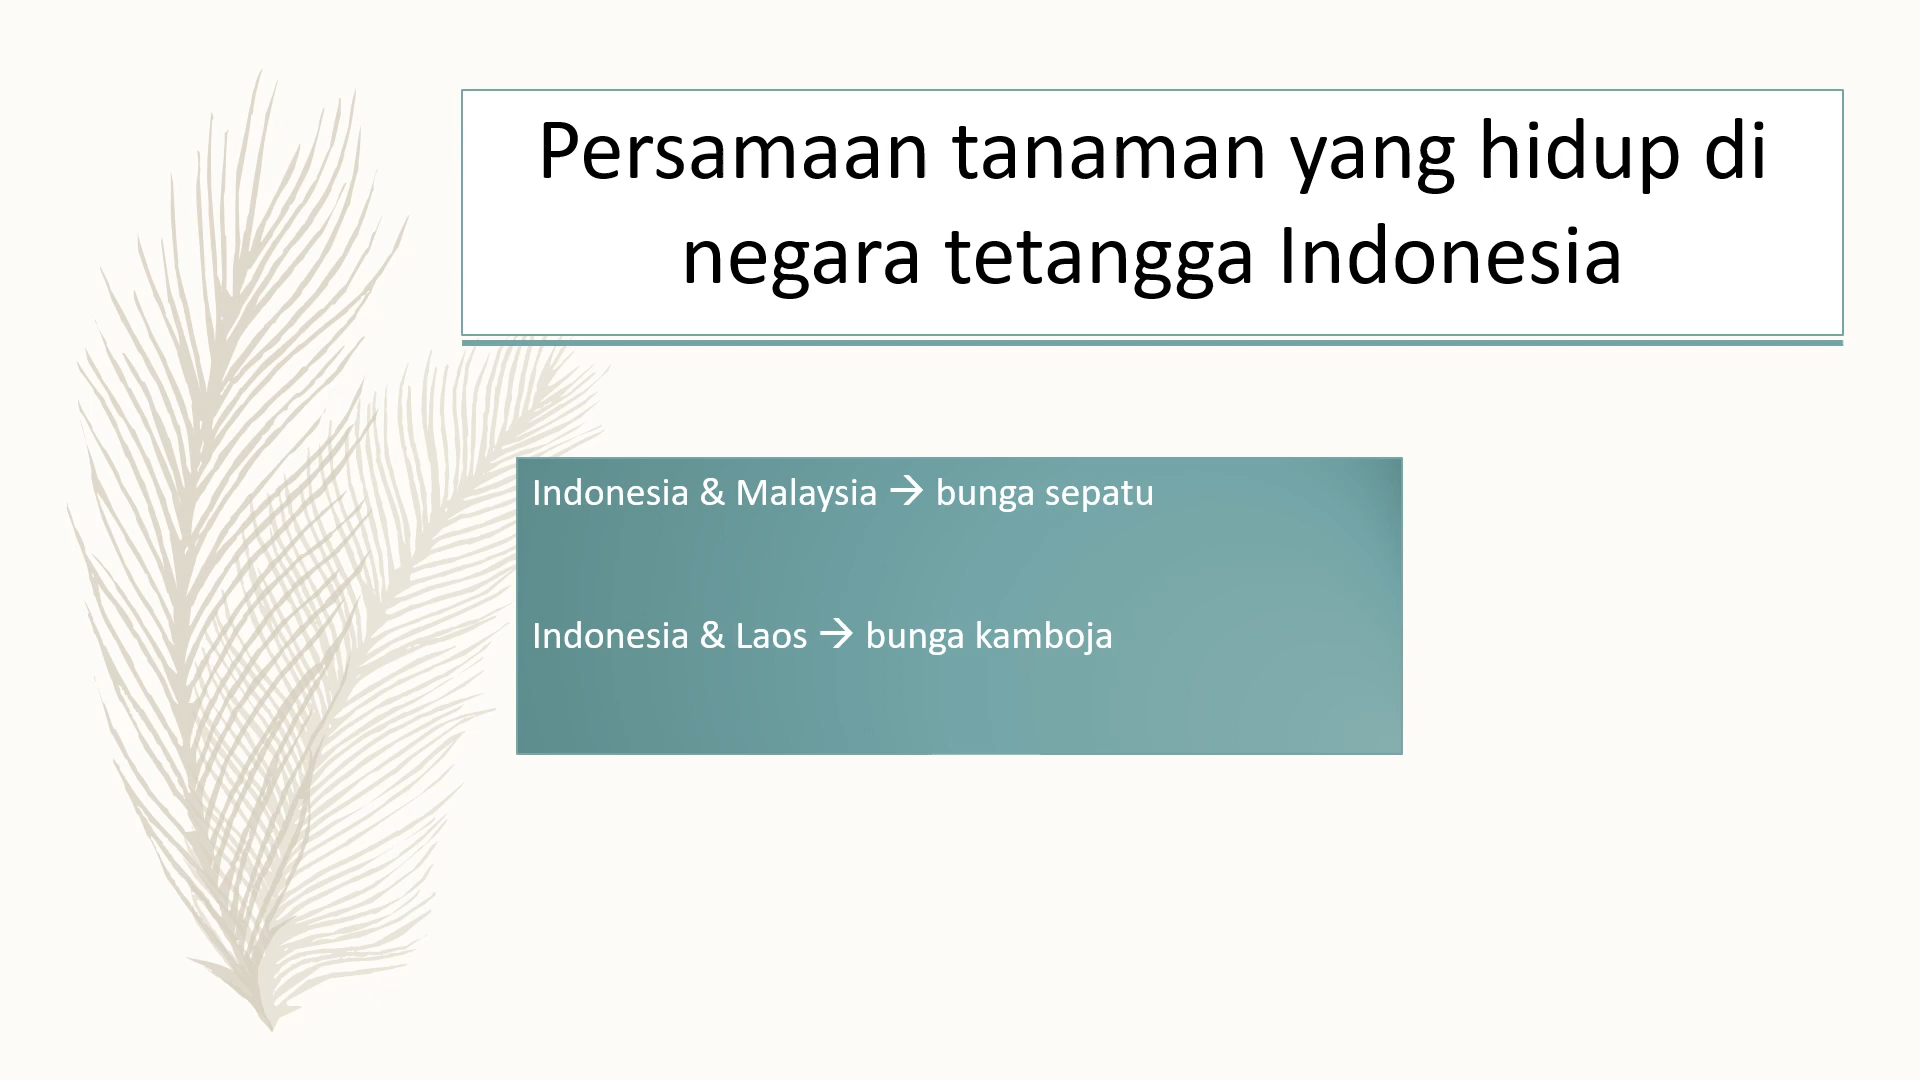 Persamaan tanaman yang hidup di
negara tetangga Indonesia
Indonesia & Malaysia → bunga sepatu
Indonesia & Laos → bunga kamboja